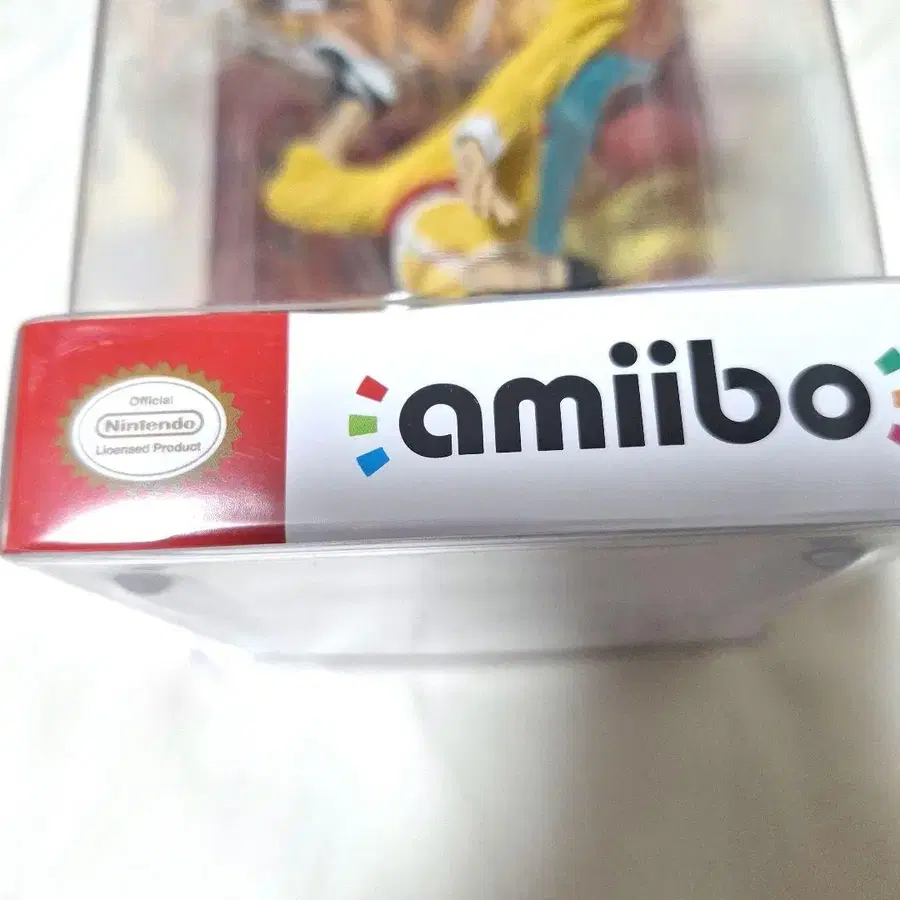 Official
Nintendo
Licensed Product
amiibo